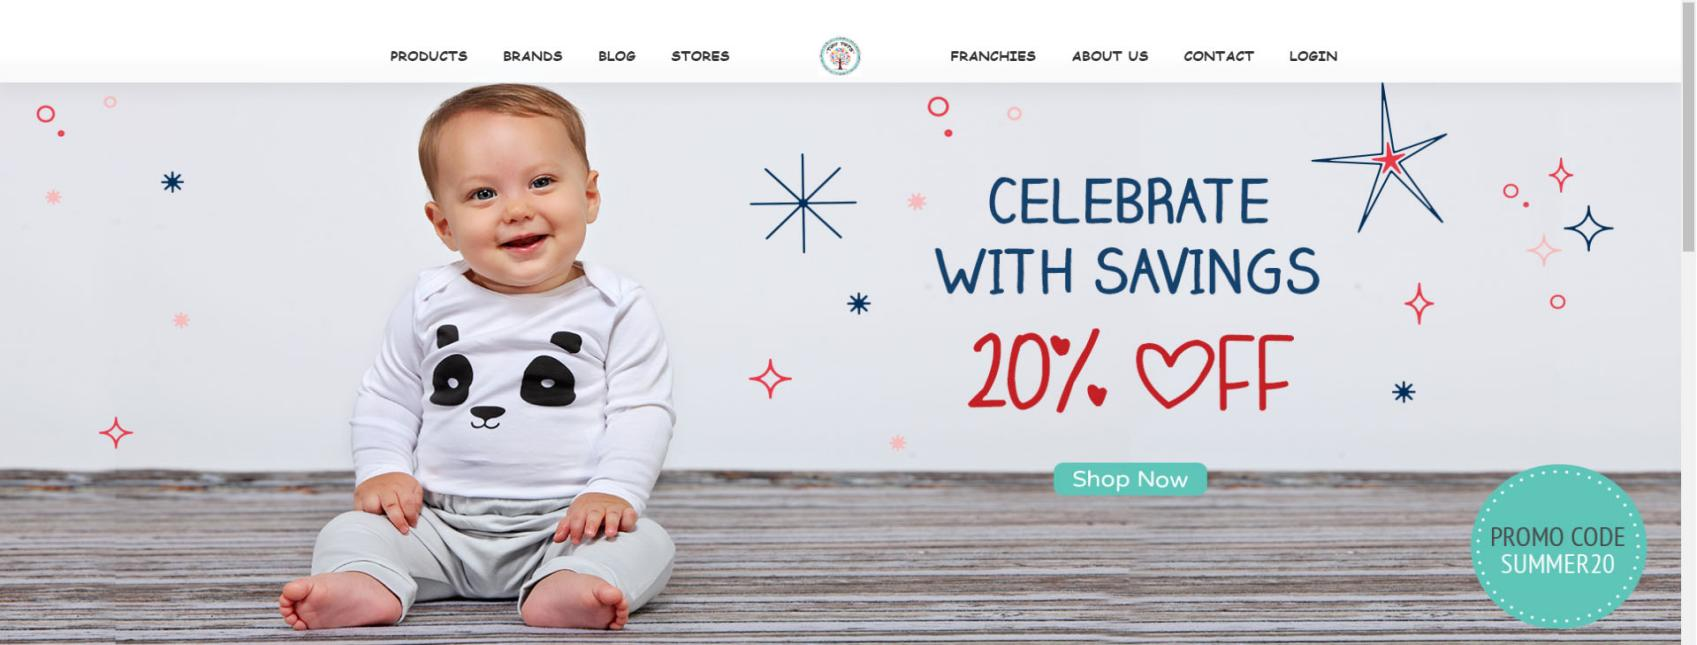 PRODUCTS BRANDS BLOG STORES FRANCHIES ABOUT US CONTACT LOGIN
CELEBRATE
WITH SAVINGS
20% OFF
Shop Now
PROMO CODE
SUMMER20